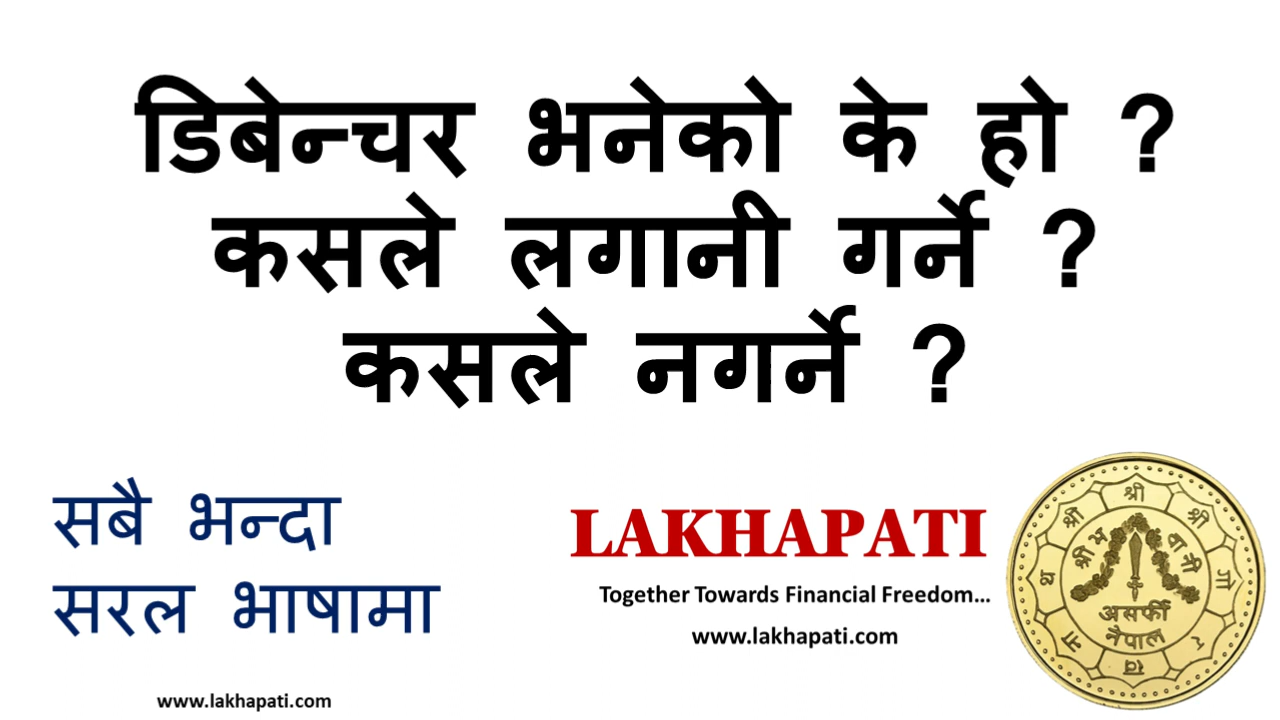 डिबेन्चर भनेको के हो ?
कसले लगानी गर्ने ?
कसले नगर्ने ?
सबै भन्दा
सरल भाषामा
www.lakhapati.com
LAKHAPATI
Together Towards Financial Freedom...
www.lakhapati.com
श्री
श्री
श्री
श्री भ वा नी
असर्फी
नेपाल